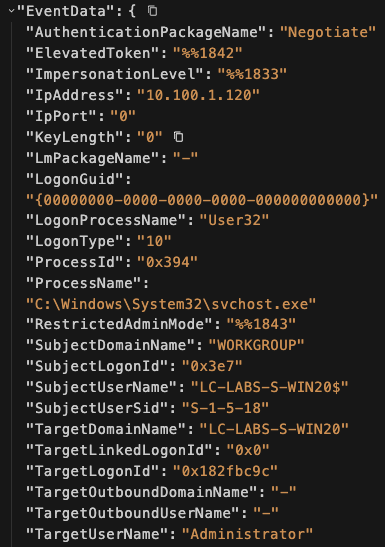 "EventData": {
"AuthenticationPackageName": "Negotiate"
"ElevatedToken": "%%1842"
"ImpersonationLevel": "%%1833"
"IpAddress": "10.100.1.120"
"IpPort": "0"
"KeyLength": "0"
"LmPackageName": "-"
"LogonGuid":
"{00000000-0000-0000-0000-000000000000}"
"LogonProcessName": "User32"
"LogonType": "10"
"ProcessId": "0x394"
"ProcessName":
"C:\Windows\System32\svchost.exe"
"RestrictedAdminMode": "%%1843"
"SubjectDomainName": "WORKGROUP"
"SubjectLogonId": "0x3e7"
"SubjectUserName": "LC-LABS-S-WIN20$"
"SubjectUserSid": "S-1-5-18"
"TargetDomainName": "LC-LABS-S-WIN20"
"TargetLinkedLogonId": "0x0"
"TargetLogonId": "0x182fbc9c"
"TargetOutboundDomainName": "-"
"TargetOutboundUserName": "-"
"TargetUserName": "Administrator"